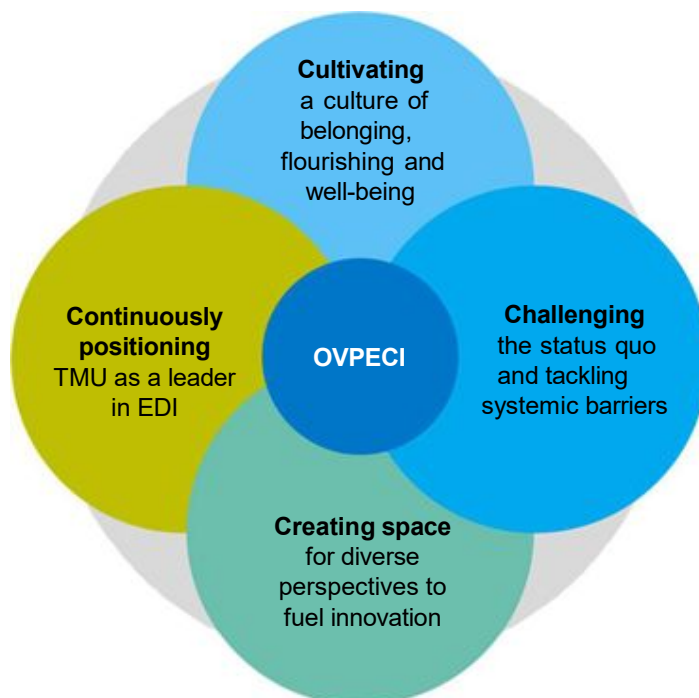 Cultivating
a culture of
belonging,
flourishing and
well-being
Continuously
positioning
TMU as a leader
in EDI
OVPECI
Challenging
the status quo
and tackling
systemic barriers
Creating space
for diverse
perspectives to
fuel innovation